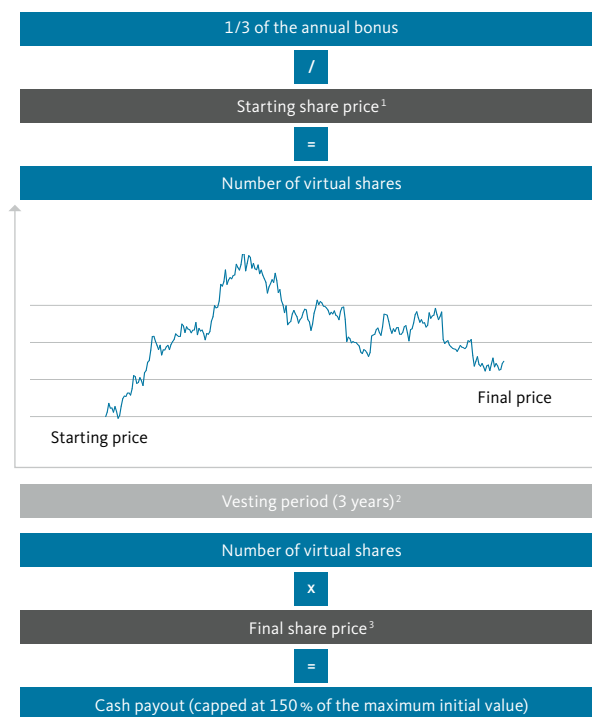 1/3 of the annual bonus
/
Starting share price¹
=
Number of virtual shares
Starting price
Final price
Vesting period (3 years)²
Number of virtual shares
x
Final share price³
=
Cash payout (capped at 150 % of the maximum initial value)